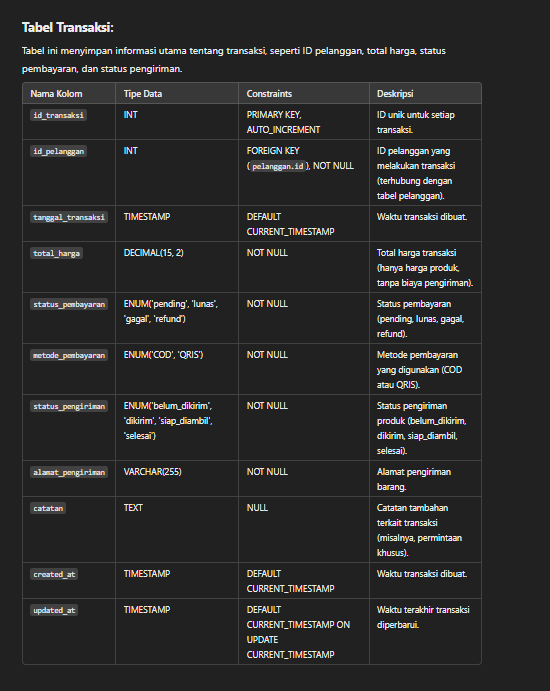 Tabel Transaksi:
Tabel ini menyimpan informasi utama tentang transaksi, seperti ID pelanggan, total harga, status
pembayaran, dan status pengiriman.
Nama Kolom Tipe Data Constraints Deskripsi
id_transaksi INT PRIMARY KEY, ID unik untuk setiap
AUTO_INCREMENT transaksi.
id_pelanggan INT FOREIGN KEY ID pelanggan yang
(pelanggan.id), NOT NULL melakukan transaksi
(terhubung dengan
tabel pelanggan).
tanggal_transaksi TIMESTAMP DEFAULT Waktu transaksi dibuat.
CURRENT_TIMESTAMP
total_harga DECIMAL(15, 2) NOT NULL Total harga transaksi
(hanya harga produk,
tanpa biaya pengiriman).
status_pembayaran ENUM('pending', 'lunas', NOT NULL Status pembayaran
'gagal', 'refund') (pending, lunas, gagal,
refund).
metode_pembayaran ENUM('COD', 'QRIS') NOT NULL Metode pembayaran
yang digunakan (COD
atau QRIS).
status_pengiriman ENUM('belum_dikirim', NOT NULL Status pengiriman
'dikirim', 'siap_diambil', produk (belum_dikirim,
'selesai') dikirim, siap_diambil,
selesai).
alamat_pengiriman VARCHAR(255) NOT NULL Alamat pengiriman
barang.
catatan TEXT NULL Catatan tambahan
terkait transaksi
(misalnya, permintaan
khusus).
created_at TIMESTAMP DEFAULT Waktu transaksi dibuat.
CURRENT_TIMESTAMP
updated_at TIMESTAMP DEFAULT Waktu terakhir transaksi
CURRENT_TIMESTAMP ON diperbarui.
UPDATE
CURRENT_TIMESTAMP